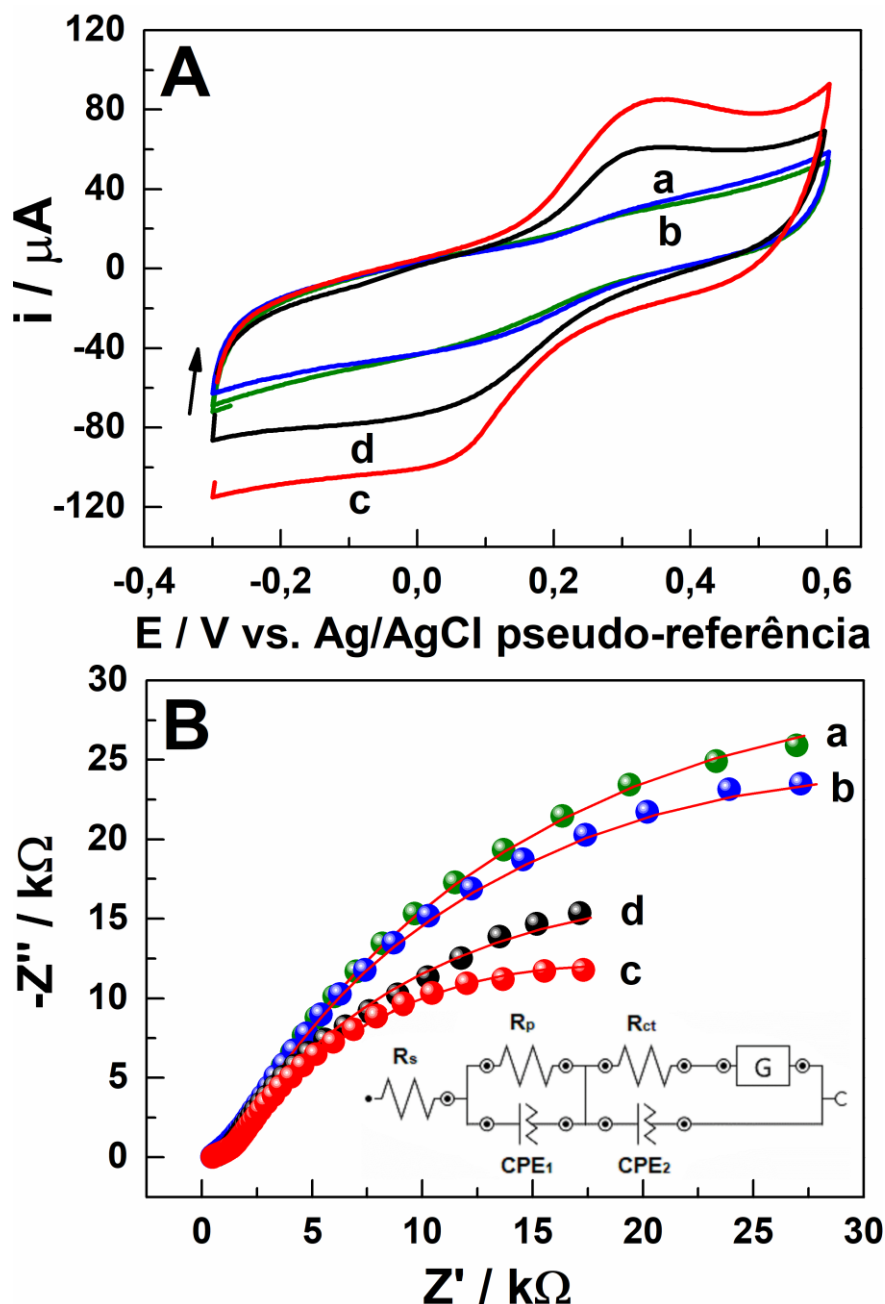 A
120
80
40
0
-40
-80
-120
i / μA
a
b
d
c
-0,4
-0,2
0,0
0,2
0,4
0,6
E / V vs. Ag/AgCl pseudo-referência
B
30
25
20
15
10
5
0
-Z'' / kΩ
a
b
d
c
Rs
Rp
Rct
G
C
CPE1
CPE2
0
5
10
15
20
25
30
Z' / kΩ